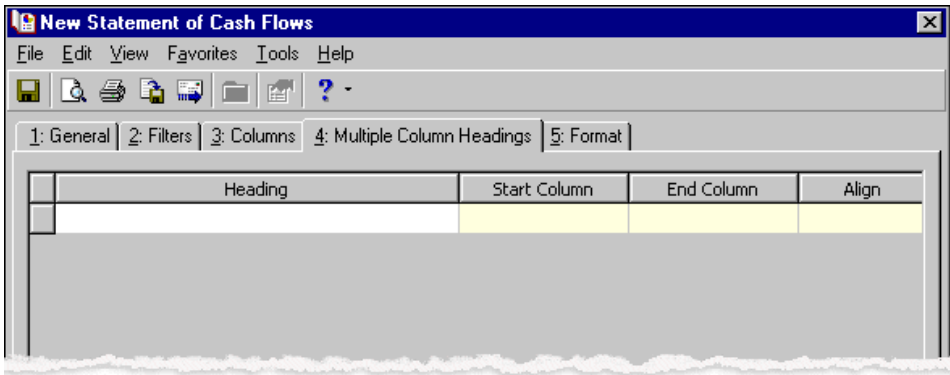 New Statement of Cash Flows
File Edit View Favorites Tools Help
?
1: General 2: Filters 3: Columns 4: Multiple Column Headings 5: Format
Heading Start Column End Column Align